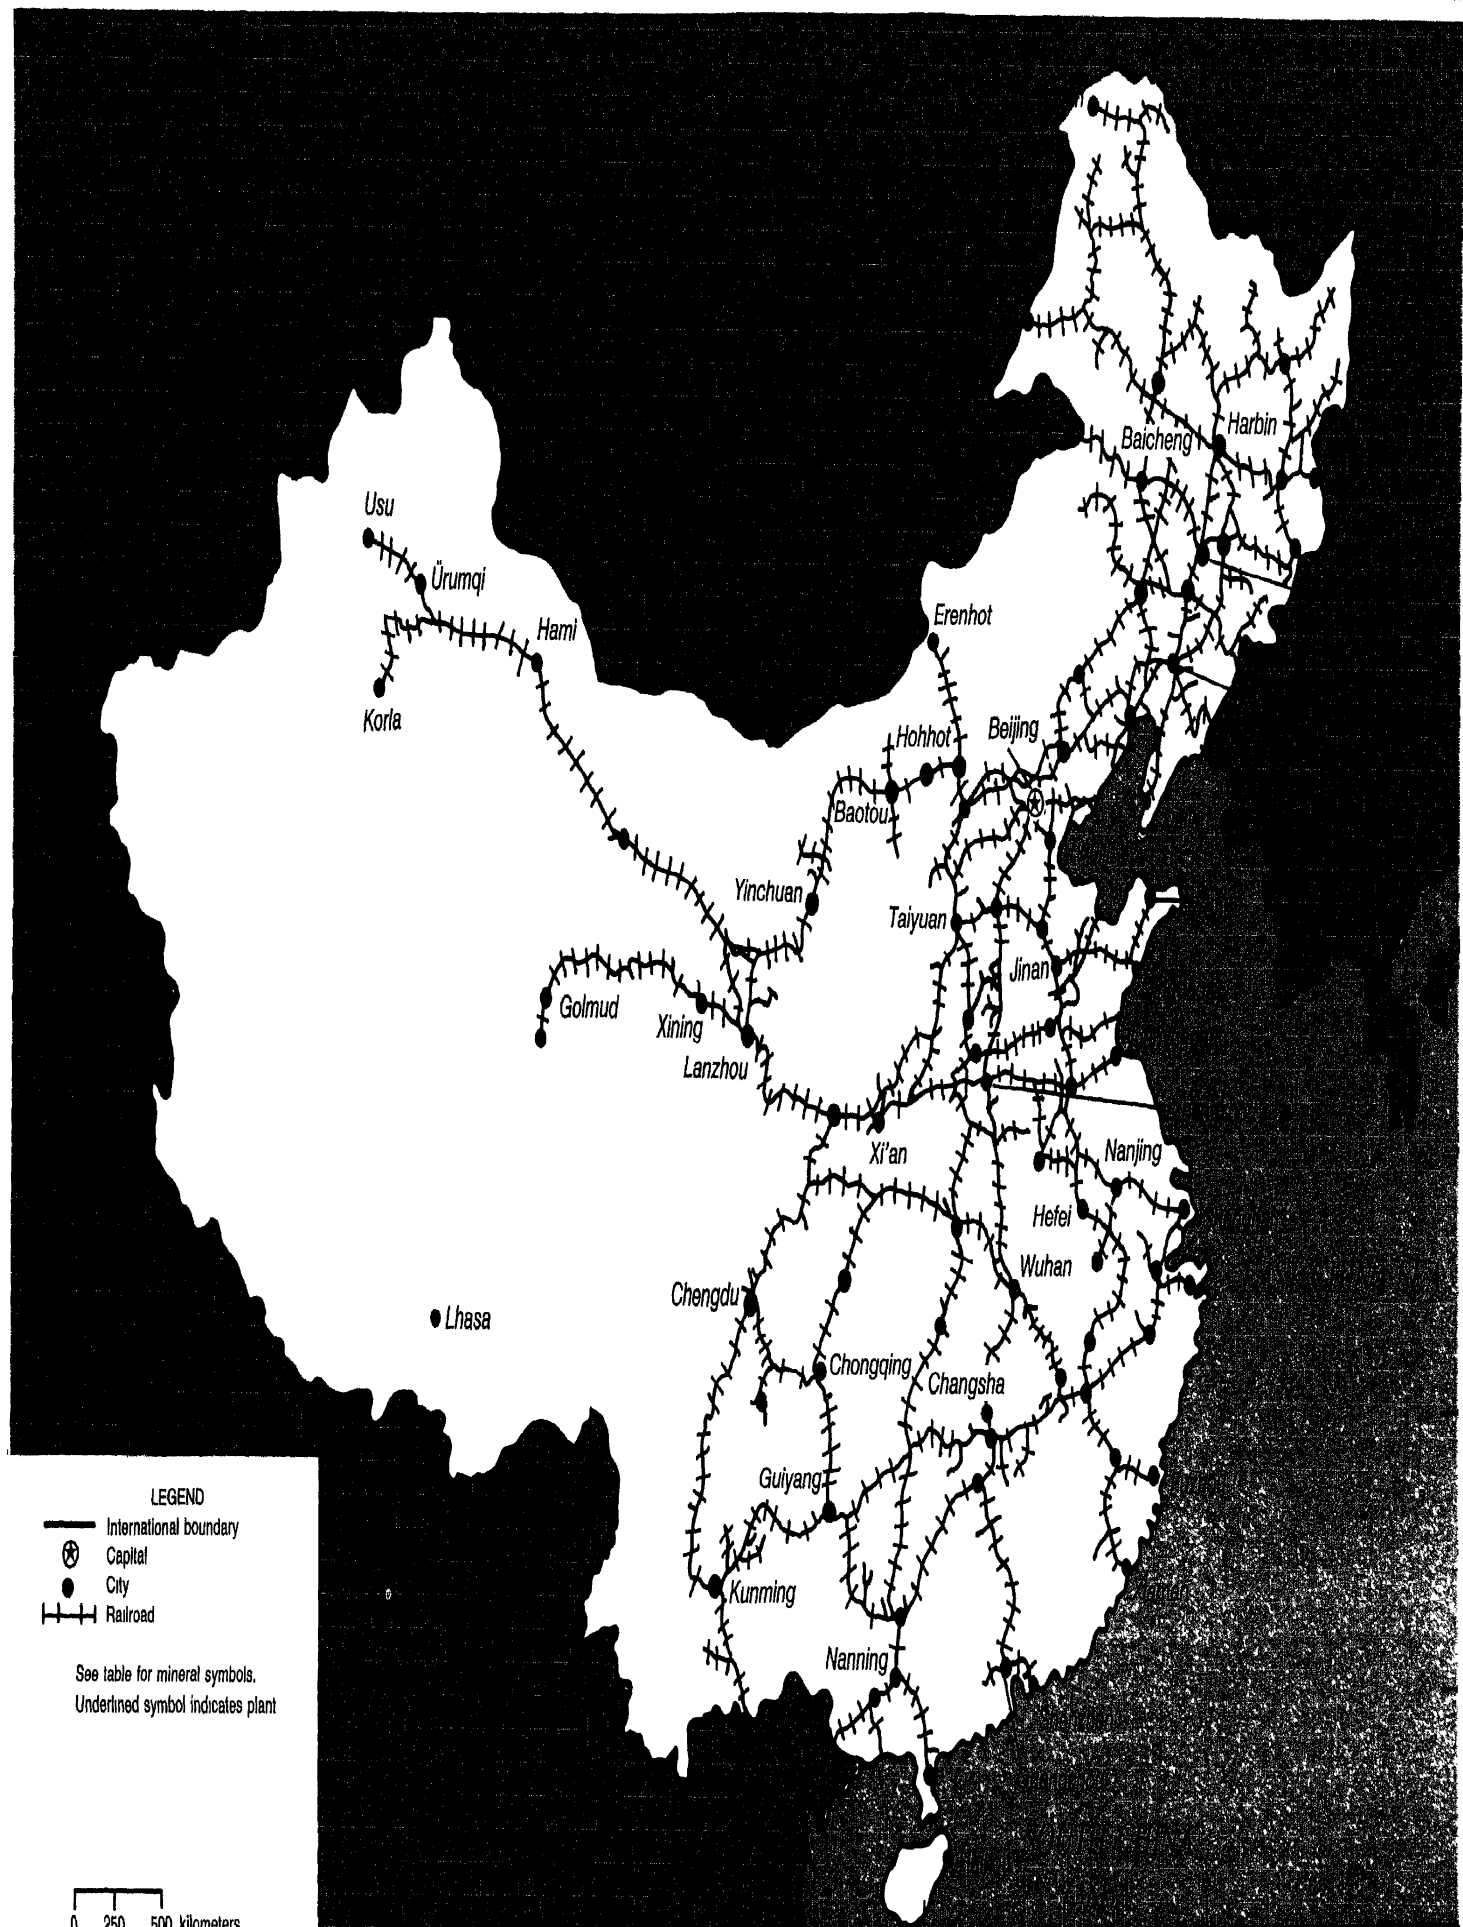 Harbin
Baicheng
Usu
Ürumqi
Hami
Erenhot
Korla
Hohhot
Beijing
Baotou
Yinchuan
Taiyuan
Jinan
Golmud
Xining
Lanzhou
Xi'an
Nanjing
Hefei
Wuhan
Chengdu
Lhasa
Chongqing
Changsha
Guiyang
Kunming
Nanning
LEGEND
International boundary
Capital
City
Railroad
See table for mineral symbols.
Underlined symbol indicates plant
0 250 500 kilometers